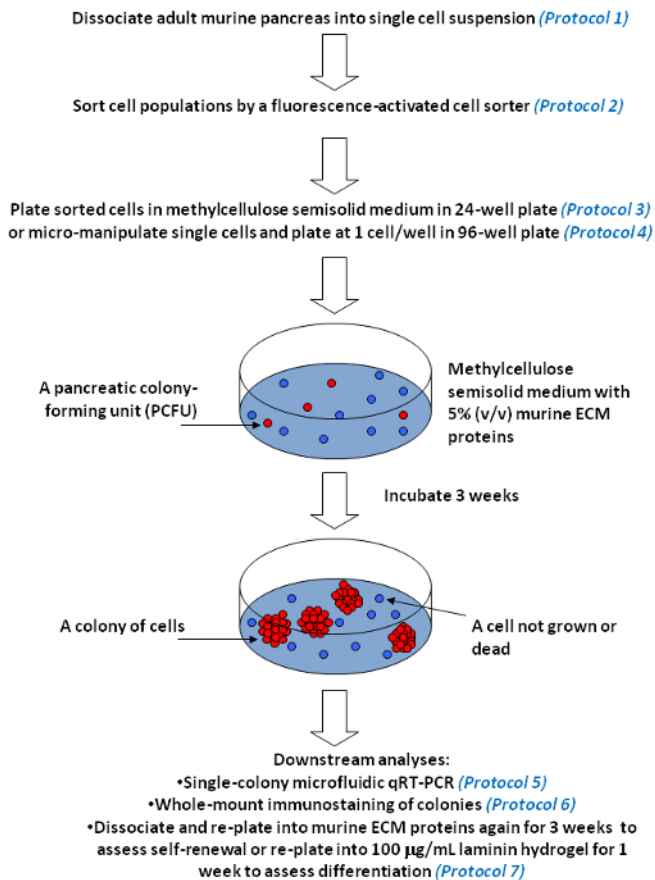 Dissociate adult murine pancreas into single cell suspension (Protocol 1)
Sort cell populations by a fluorescence-activated cell sorter (Protocol 2)
Plate sorted cells in methylcellulose semisolid medium in 24-well plate (Protocol 3)
or micro-manipulate single cells and plate at 1 cell/well in 96-well plate (Protocol 4)
A pancreatic colony-
forming unit (PCFU)
Methylcellulose
semisolid medium with
5% (v/v) murine ECM
proteins
Incubate 3 weeks
A colony of cells
A cell not grown or
dead
Downstream analyses:
•Single-colony microfluidic qRT-PCR (Protocol 5)
•Whole-mount immunostaining of colonies (Protocol 6)
•Dissociate and re-plate into murine ECM proteins again for 3 weeks to
assess self-renewal or re-plate into 100 µg/mL laminin hydrogel for 1
week to assess differentiation (Protocol 7)